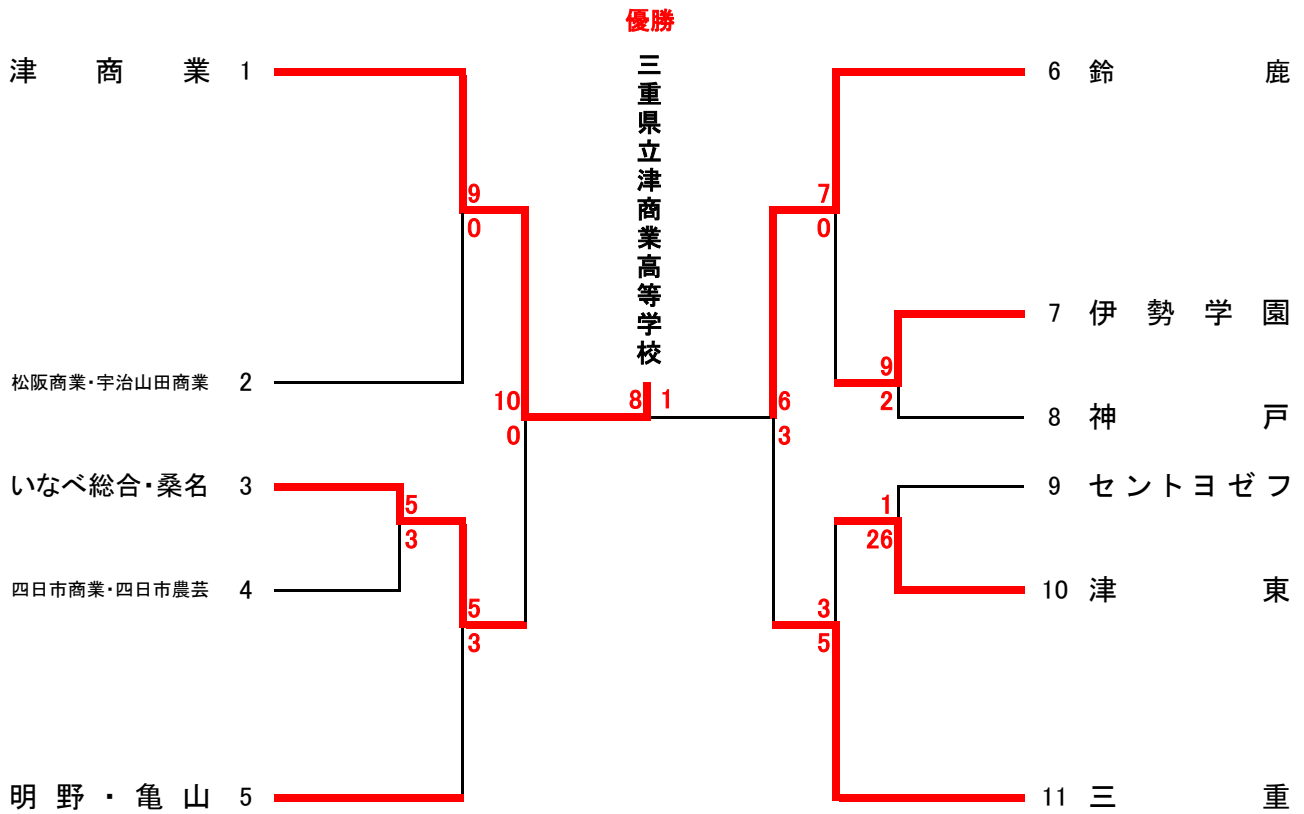 優勝
三重県立津商業高等学校
津商業 1
松阪商業・宇治山田商業 2
いなべ総合・桑名 3
四日市商業・四日市農芸 4
明野・亀山 5
9
0
5
3
5
3
10
0
8 1
6
3
7
0
9
2
1
26
3
5
6 鈴鹿
7 伊勢学園
8 神戸
9 セントヨゼフ
10 津東
11 三重